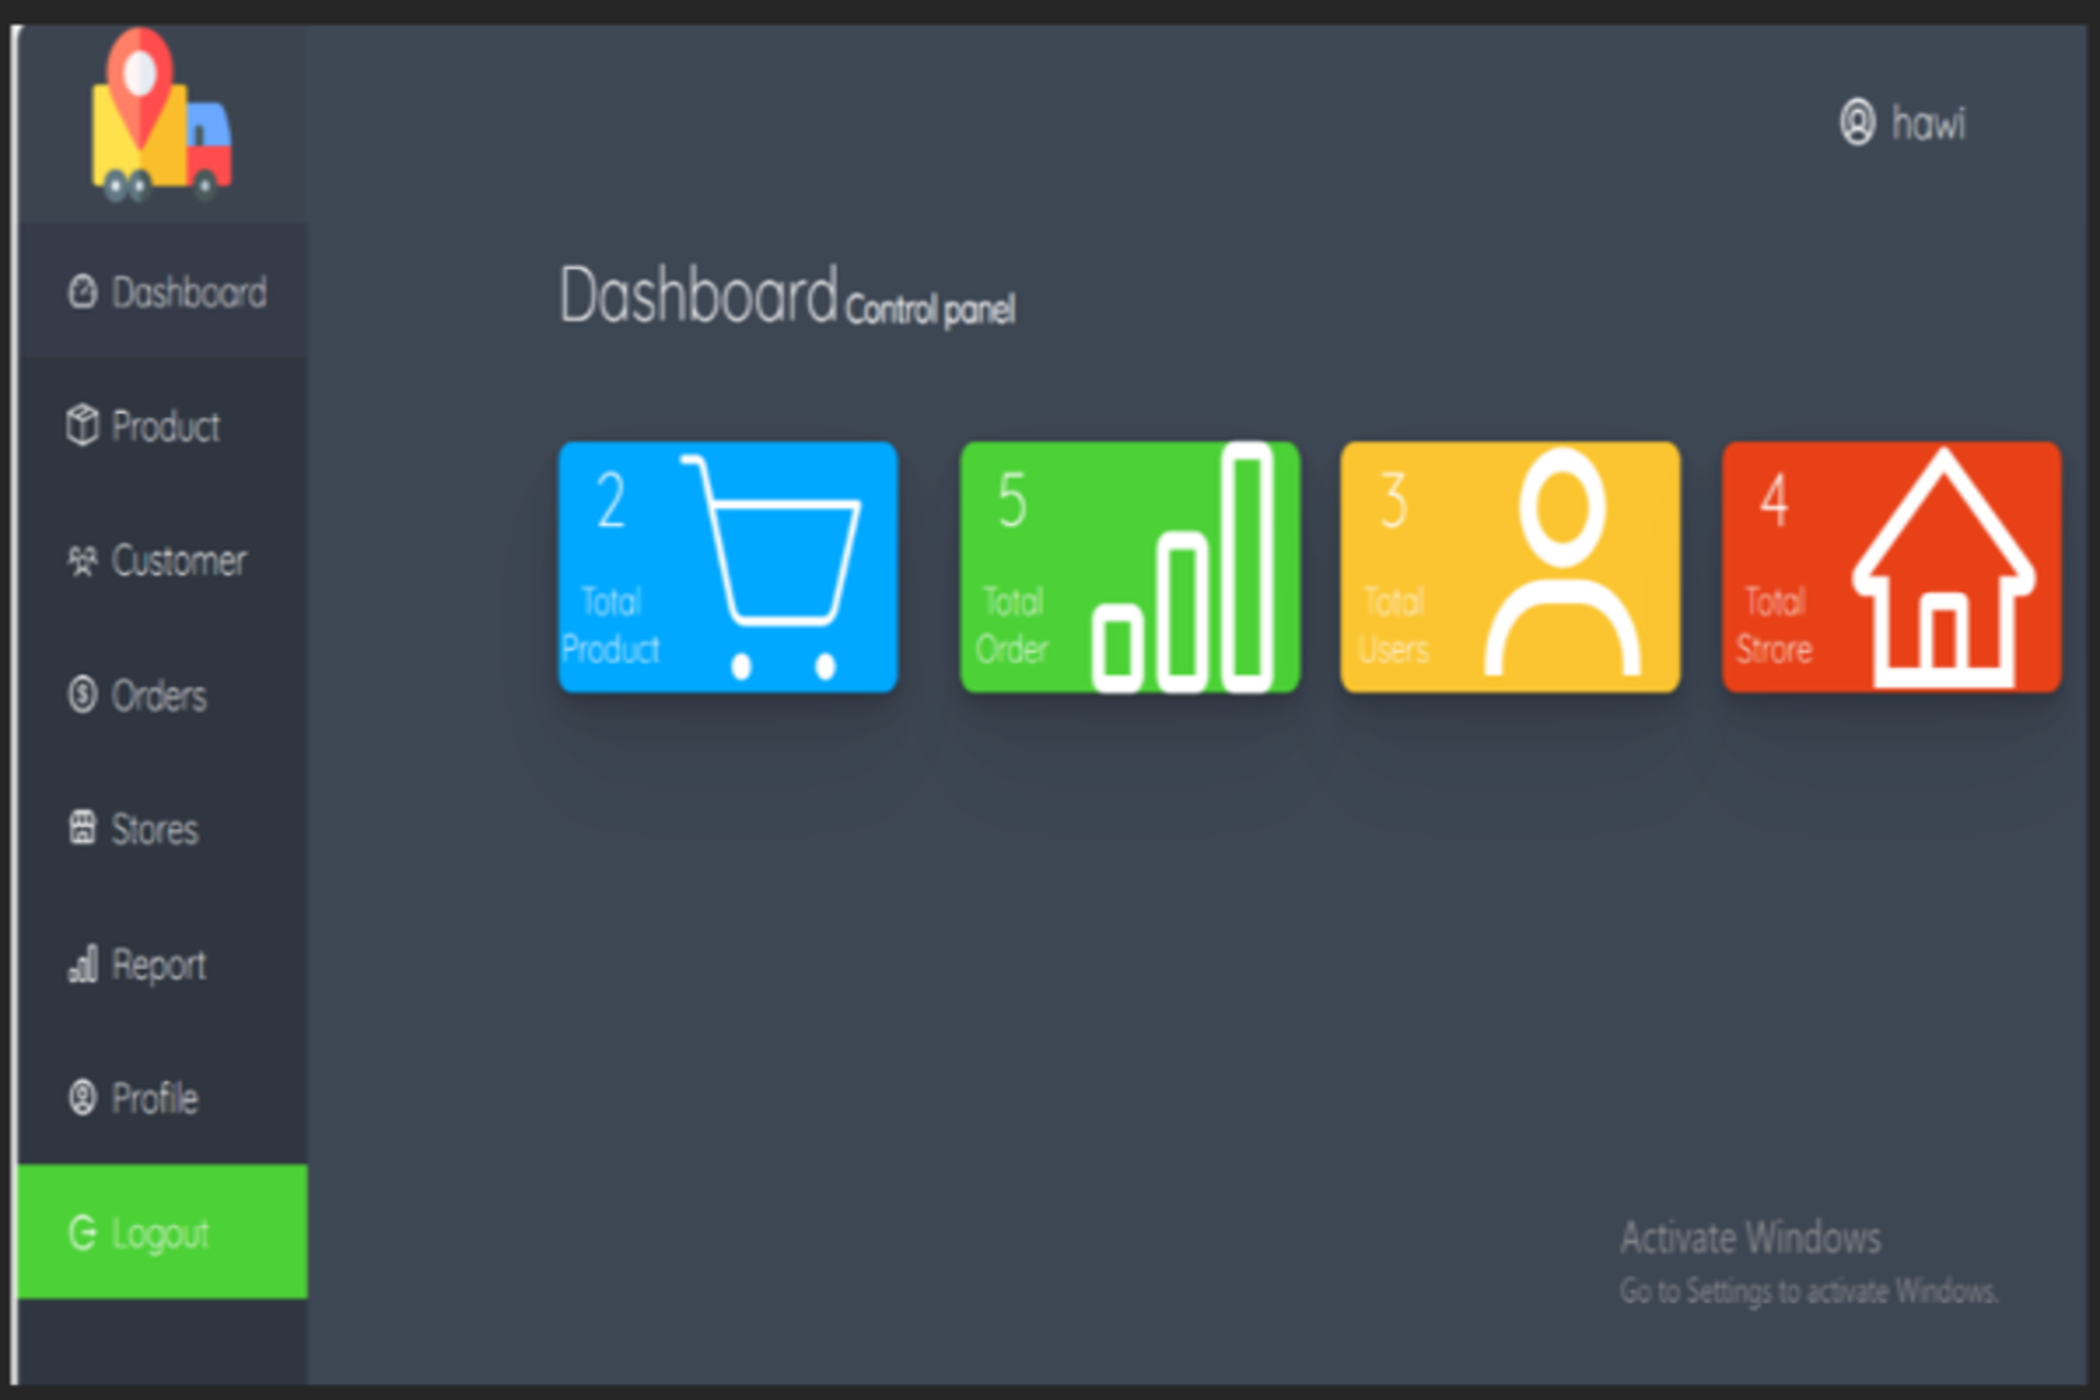 hawi
Dashboard
Product
Customer
Orders
Stores
Report
Profile
Logout
Dashboard Control panel
2
Total
Product
5
Total
Order
3
Total
Users
4
Total
Strore
Activate Windows
Go to Settings to activate Windows.